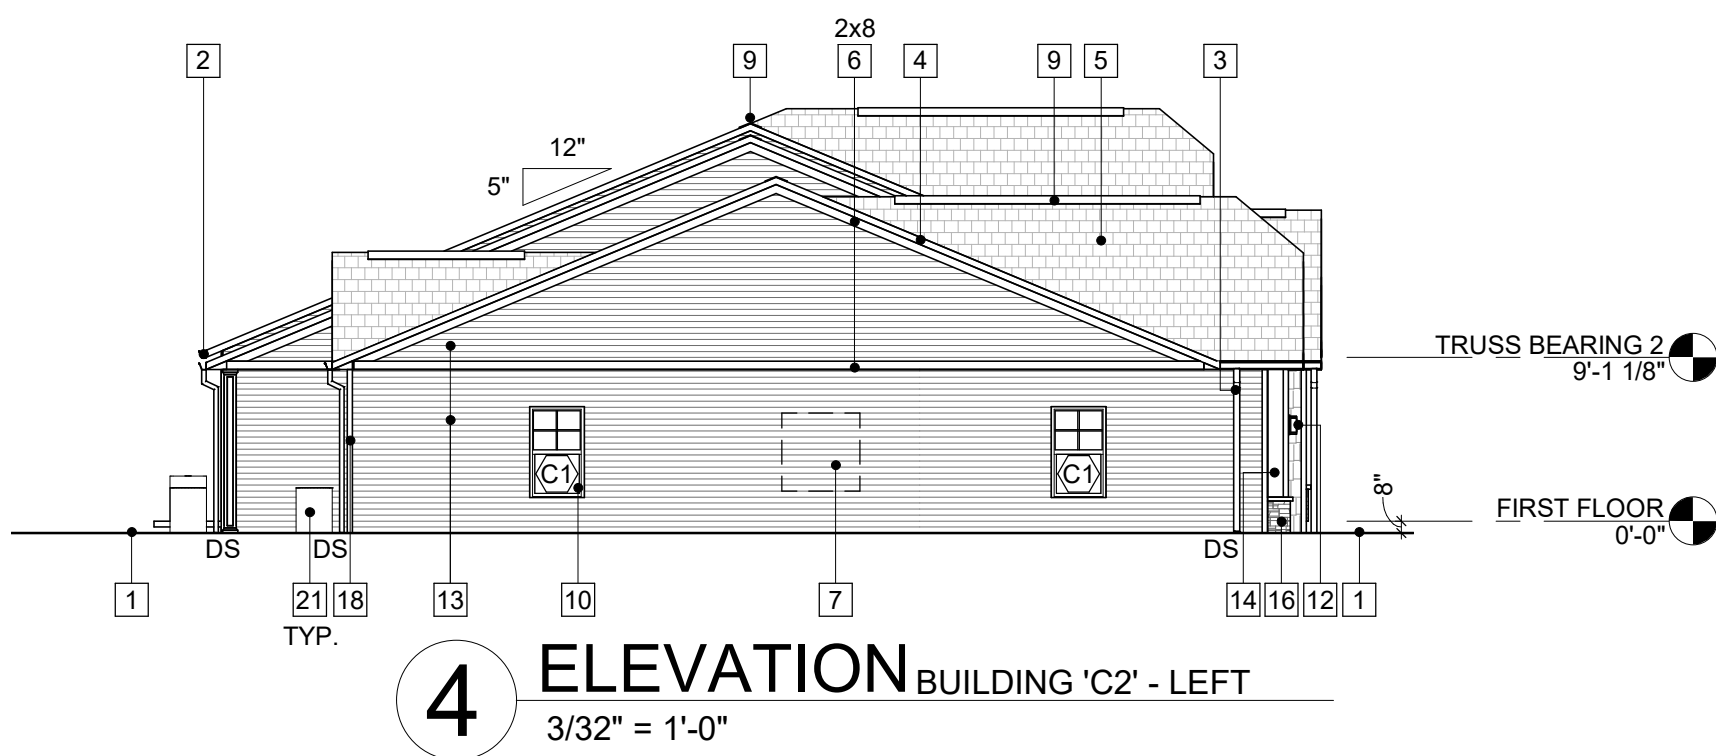 2x8
2 9 6 4 9 5 3
12"
5"
TRUSS BEARING 2
9'-1 1/8"
C1 C1
8"
FIRST FLOOR
0'-0"
DS DS DS
1 21 18 13 10 7 14 16 12 1
TYP.
4 ELEVATION BUILDING 'C2' - LEFT
3/32" = 1'-0"